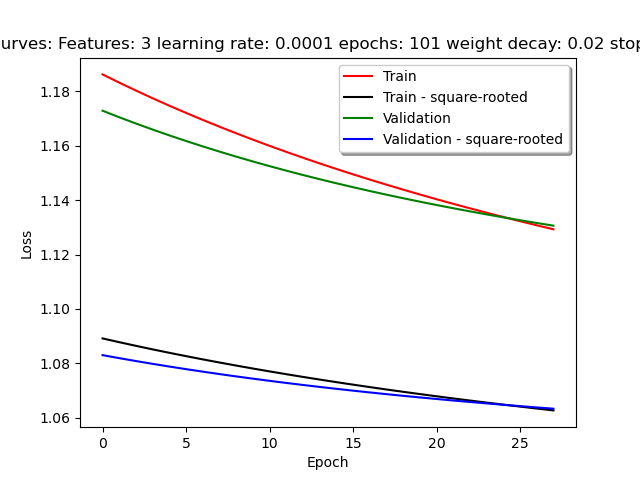 urves: Features: 3 learning rate: 0.0001 epochs: 101 weight decay: 0.02 stop
Train
Train - square-rooted
Validation
Validation - square-rooted
1.18
1.16
1.14
1.12
1.10
1.08
1.06
Loss
0 5 10 15 20 25
Epoch